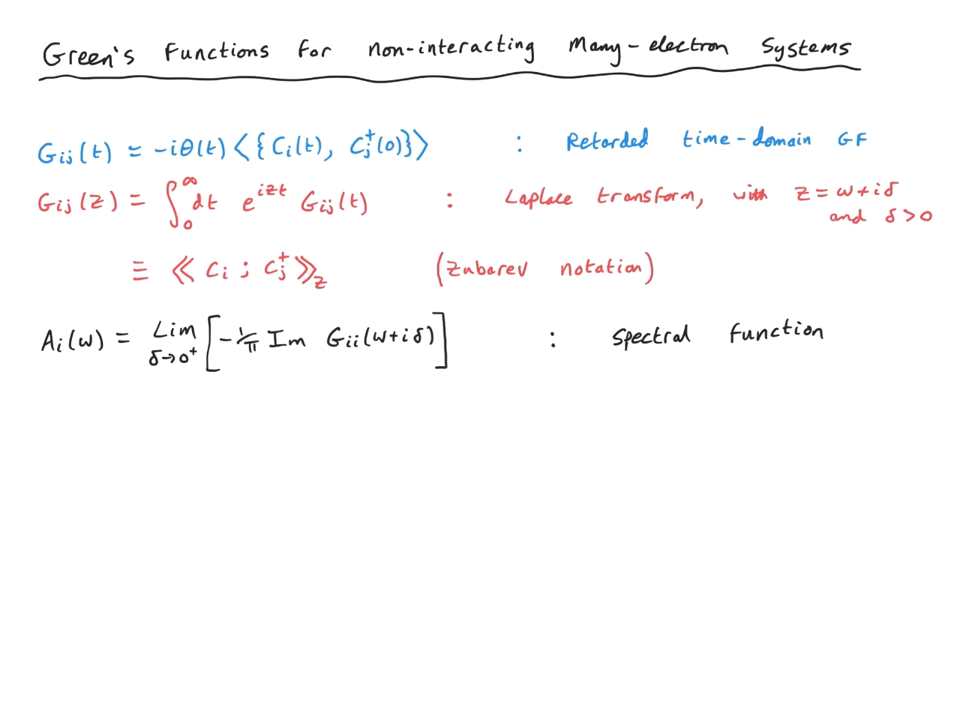 Green's Functions for non-interacting Many-electron Systems
Gij(t) = -iθ(t) ⟨{Ci(t), Cj†(0)}⟩ : Retarded time-domain GF
Gij(z) = ∫₀^∞ dt e^{izt} Gij(t) : Laplace transform, with z = ω+iδ
and δ>0
≡ ⟪Ci ; Cj†⟫z (Zubarev notation)
Ai(ω) = Lim δ→0⁺ [-1/π Im Gii(ω+iδ)] : Spectral function